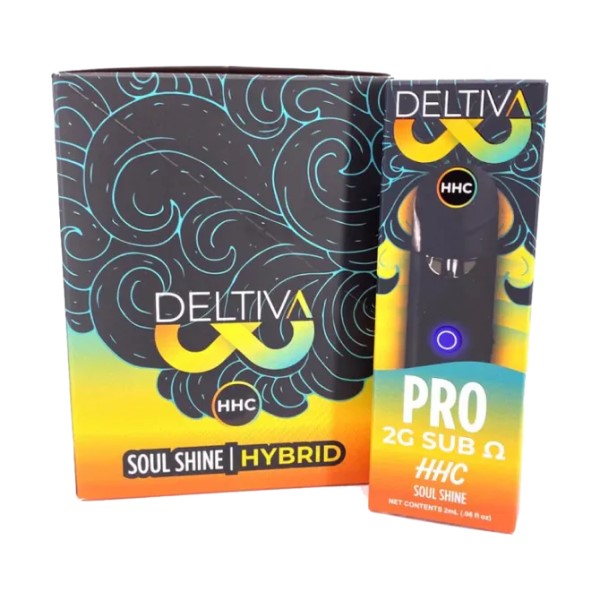 DELTIVA
HHC
SOUL SHINE | HYBRID
DELTIVA
HHC
PRO
2G SUB Ω
HHC
SOUL SHINE
NET CONTENTS 2mL (.06 fl oz)